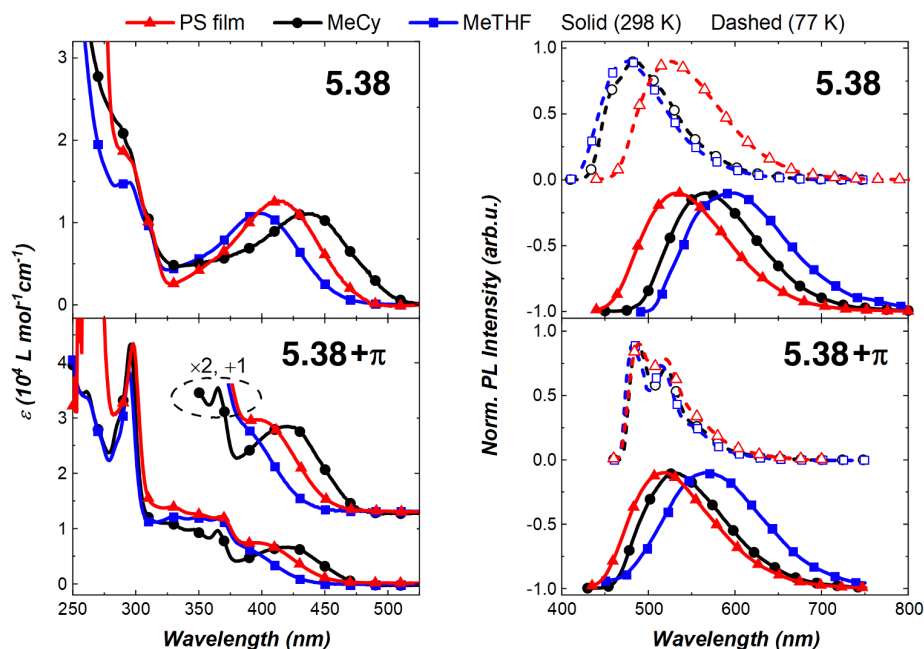 PS film MeCy MeTHF Solid (298 K) Dashed (77 K)
5.38
5.38
3
2
1
0
1.0
0.5
0.0
-0.5
-1.0
ε (10⁴ L mol⁻¹cm⁻¹)
Norm. PL Intensity (arb.u.)
5.38+π
×2, +1
5.38+π
4
3
2
1
0
1.0
0.5
0.0
-0.5
-1.0
250 300 350 400 450 500
400 500 600 700 800
Wavelength (nm)
Wavelength (nm)